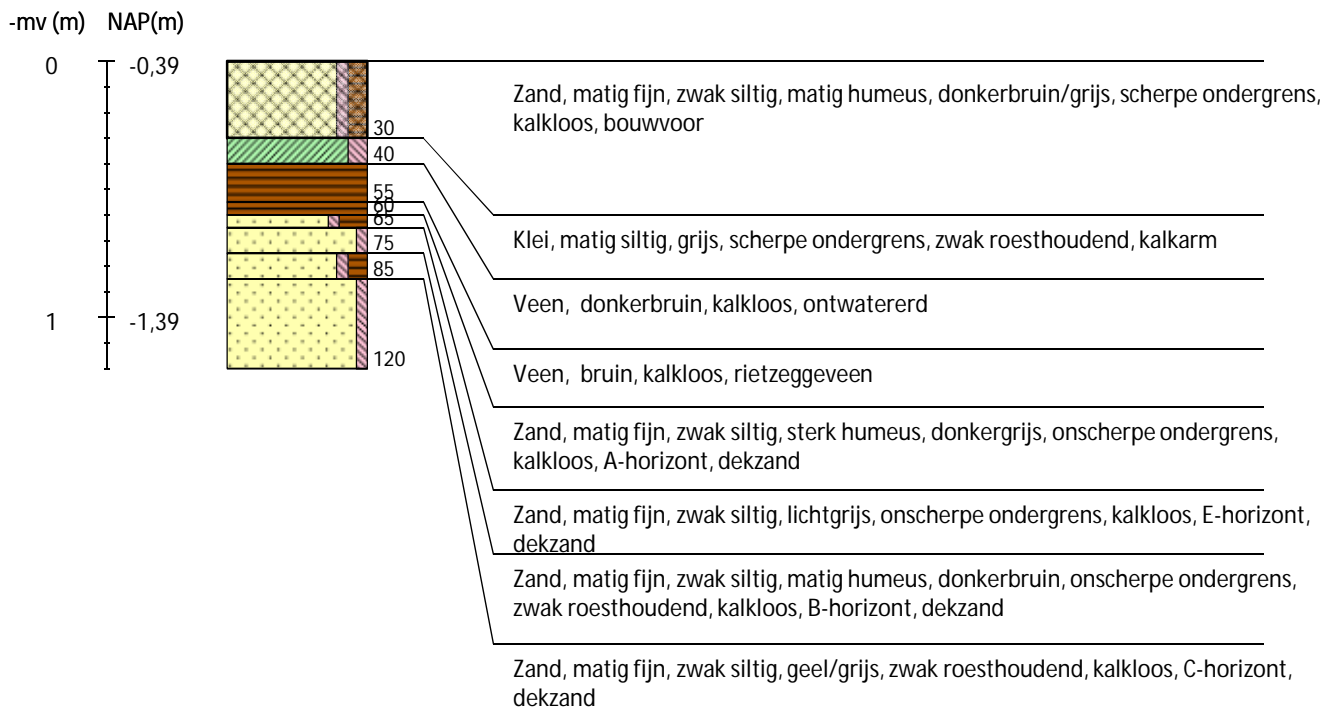 -mv (m) NAP(m)
0 -0,39
Zand, matig fijn, zwak siltig, matig humeus, donkerbruin/grijs, scherpe ondergrens,
kalkloos, bouwvoor
30
40
55
60
65
75
85
120
Klei, matig siltig, grijs, scherpe ondergrens, zwak roesthoudend, kalkarm
Veen, donkerbruin, kalkloos, ontwatererd
1 -1,39
Veen, bruin, kalkloos, rietzeggeveen
Zand, matig fijn, zwak siltig, sterk humeus, donkergrijs, onscherpe ondergrens,
kalkloos, A-horizont, dekzand
Zand, matig fijn, zwak siltig, lichtgrijs, onscherpe ondergrens, kalkloos, E-horizont,
dekzand
Zand, matig fijn, zwak siltig, matig humeus, donkerbruin, onscherpe ondergrens,
zwak roesthoudend, kalkloos, B-horizont, dekzand
Zand, matig fijn, zwak siltig, geel/grijs, zwak roesthoudend, kalkloos, C-horizont,
dekzand